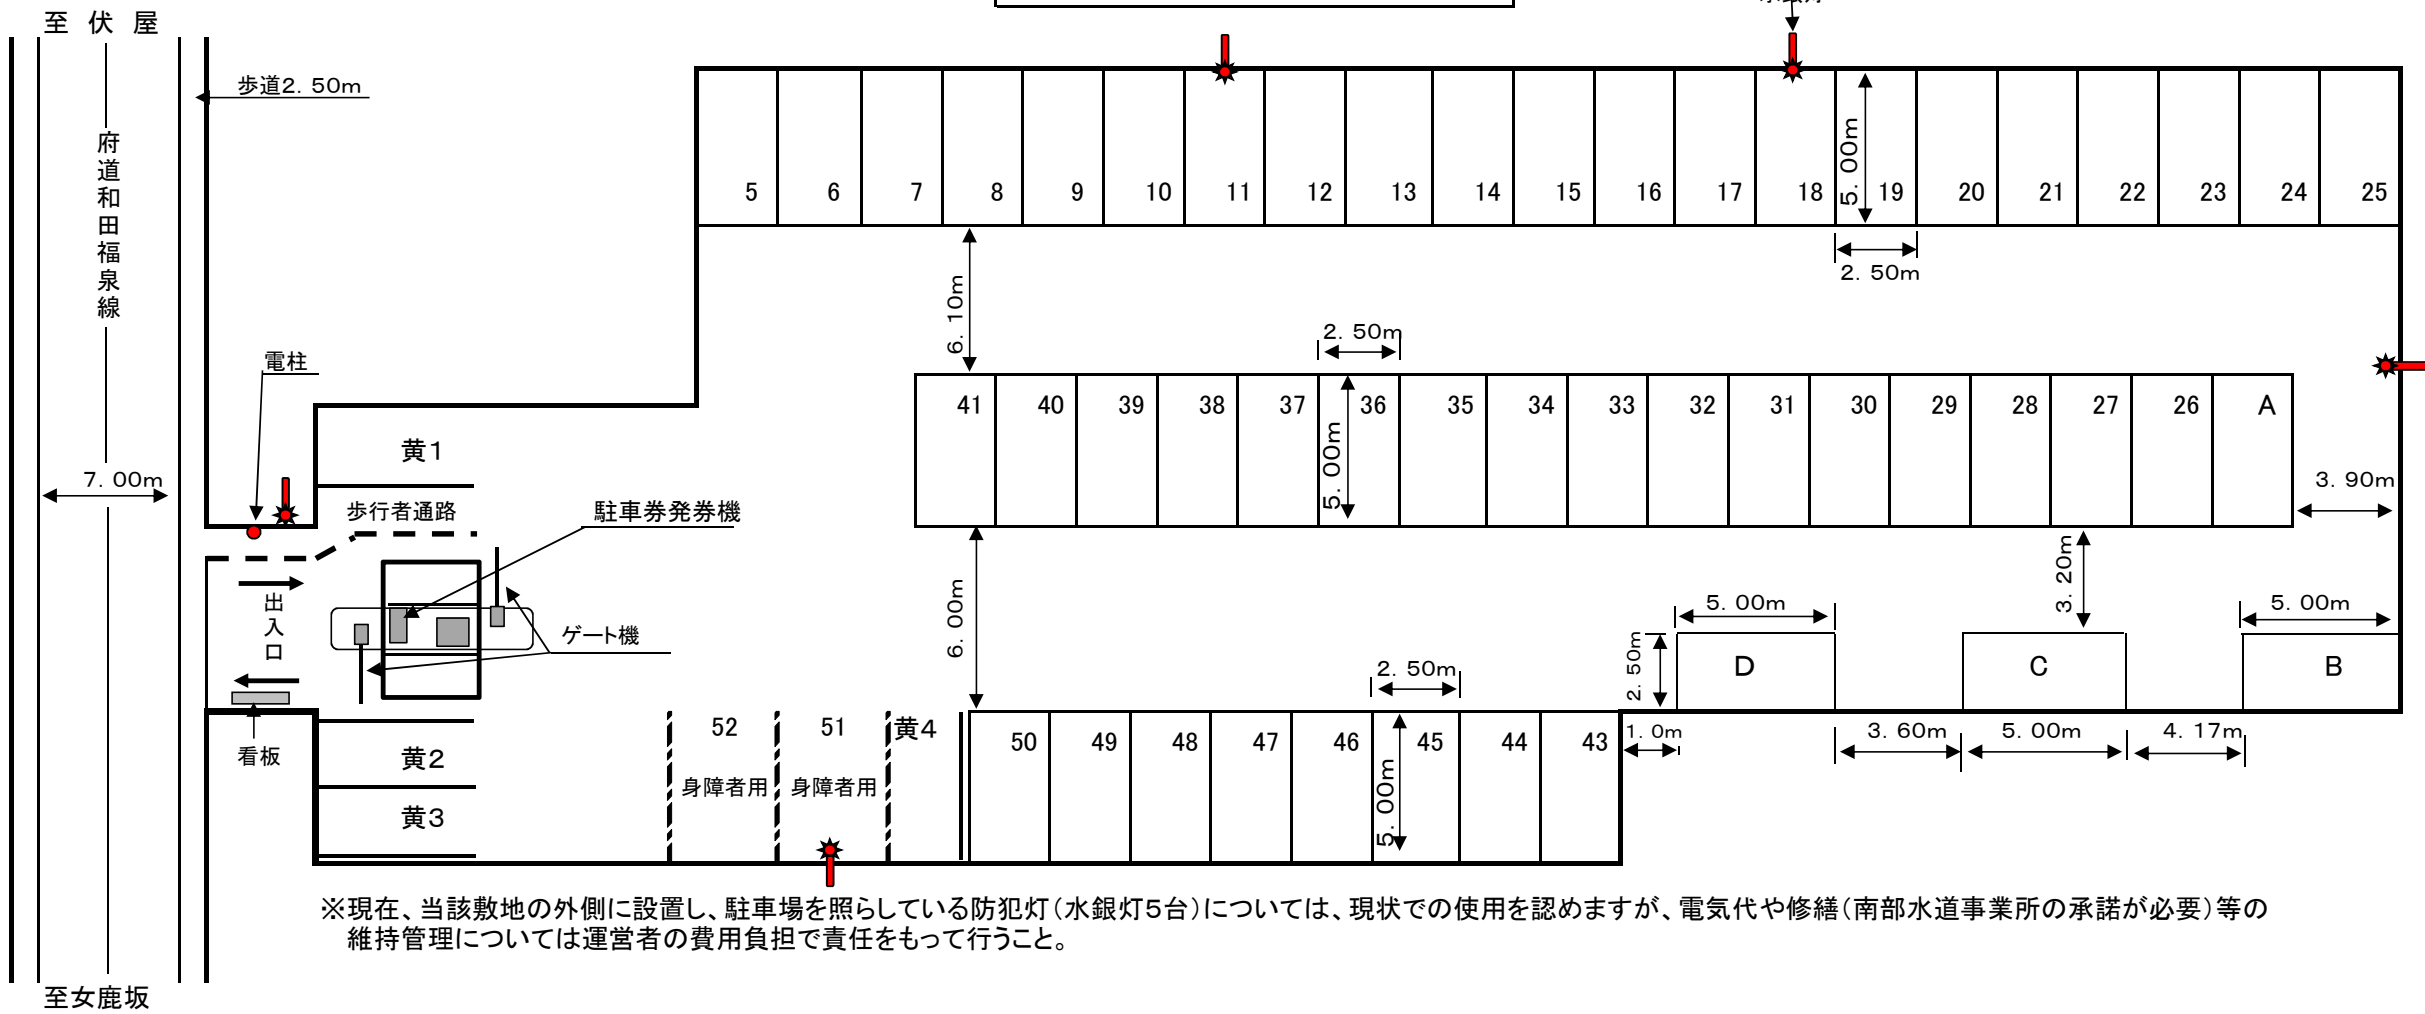 至 伏 屋
歩道2. 50m
府道和田福泉線
7. 00m
電柱
黄1
歩行者通路
駐車券発券機
出入口
ゲート機
看板
黄2
黄3
至女鹿坂
5 6 7 8 9 10 11 12 13 14 15 16 17 18 19 20 21 22 23 24 25
5. 00m
2. 50m
6. 10m
2. 50m
41 40 39 38 37 36 35 34 33 32 31 30 29 28 27 26 A
5. 00m
3. 90m
6. 00m
3. 20m
5. 00m
5. 00m
2. 50m
D C B
2. 50m
52 51 黄4
身障者用 身障者用
50 49 48 47 46 45 44 43
5. 00m
1. 0m
3. 60m
5. 00m
4. 17m
※現在、当該敷地の外側に設置し、駐車場を照らしている防犯灯(水銀灯5台)については、現状での使用を認めますが、電気代や修繕(南部水道事業所の承諾が必要)等の
維持管理については運営者の費用負担で責任をもって行うこと。